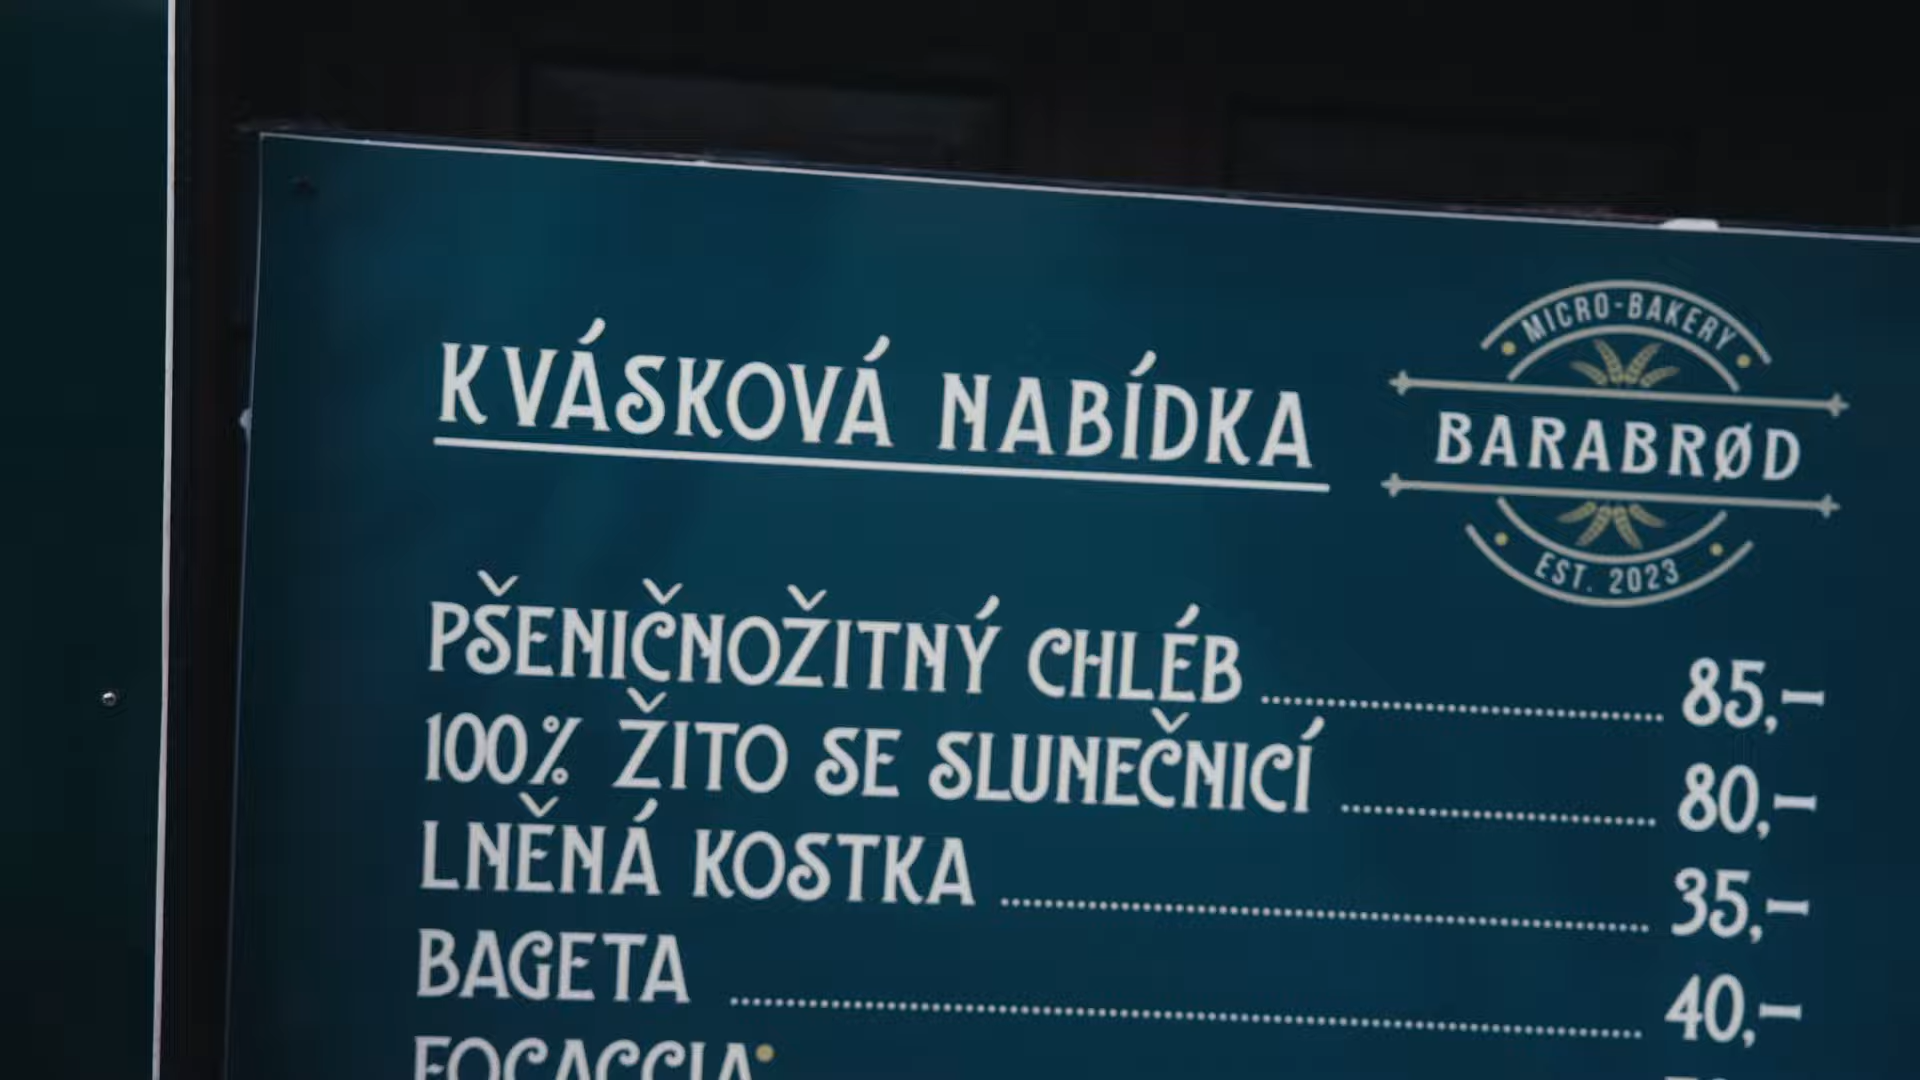 KVÁSKOVÁ NABÍDKA
MICRO-BAKERY
BARABRØD
EST. 2023
PŠENIČNOŽITNÝ CHLÉB 85,-
100% ŽITO SE SLUNEČNICÍ 80,-
LNĚNÁ KOSTKA 35,-
BAGETA 40,-
FOCACCIA